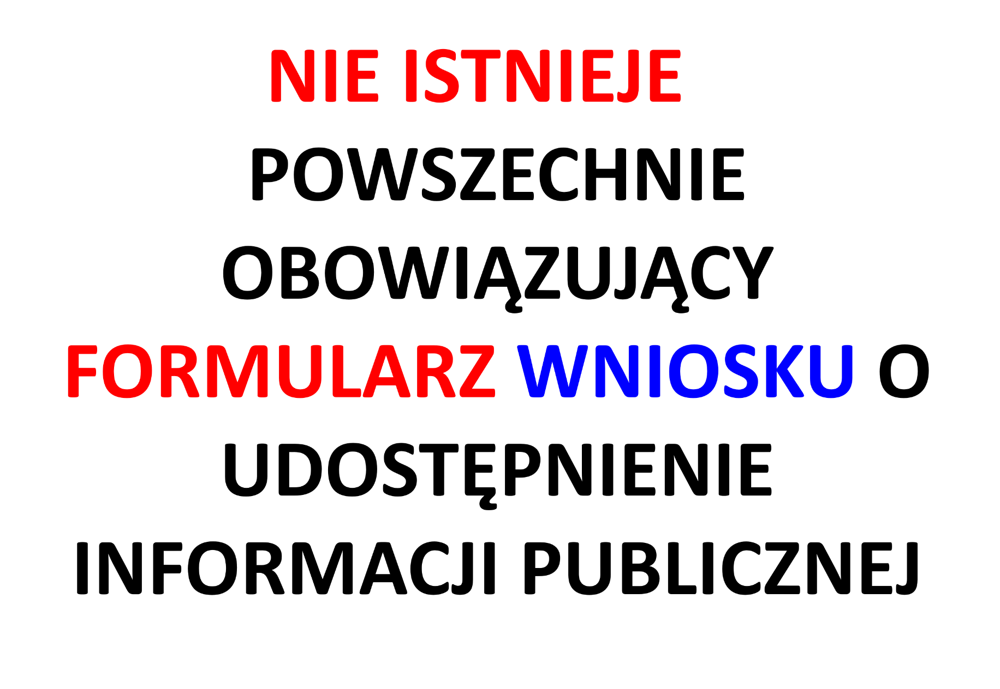 NIE ISTNIEJE
POWSZECHNIE
OBOWIĄZUJĄCY
FORMULARZ WNIOSKU O
UDOSTĘPNIENIE
INFORMACJI PUBLICZNEJ